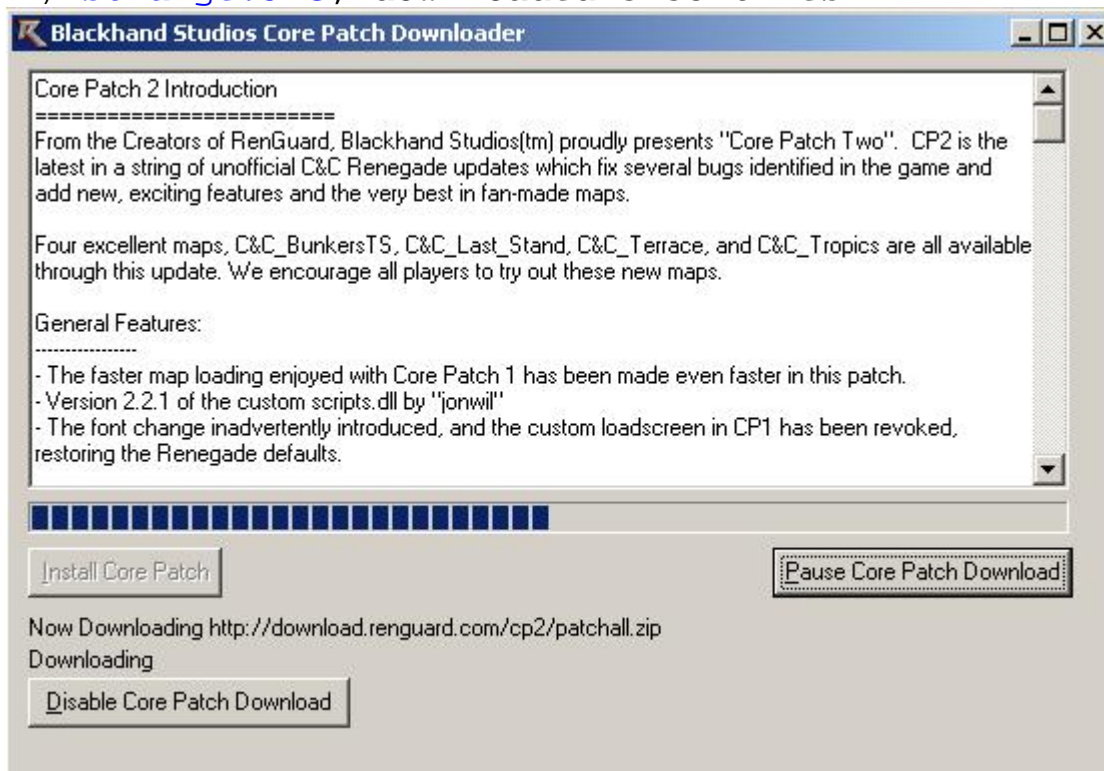 Blackhand Studios Core Patch Downloader
Core Patch 2 Introduction
=========================
From the Creators of RenGuard, Blackhand Studios(tm) proudly presents "Core Patch Two". CP2 is the
latest in a string of unofficial C&C Renegade updates which fix several bugs identified in the game and
add new, exciting features and the very best in fan-made maps.
Four excellent maps, C&C_BunkersTS, C&C_Last_Stand, C&C_Terrace, and C&C_Tropics are all available
through this update. We encourage all players to try out these new maps.
General Features:
----------------
- The faster map loading enjoyed with Core Patch 1 has been made even faster in this patch.
- Version 2.2.1 of the custom scripts.dll by "jonwil"
- The font change inadvertently introduced, and the custom loadscreen in CP1 has been revoked,
restoring the Renegade defaults.
Install Core Patch
Pause Core Patch Download
Now Downloading http://download.renguard.com/cp2/patchall.zip
Downloading
Disable Core Patch Download